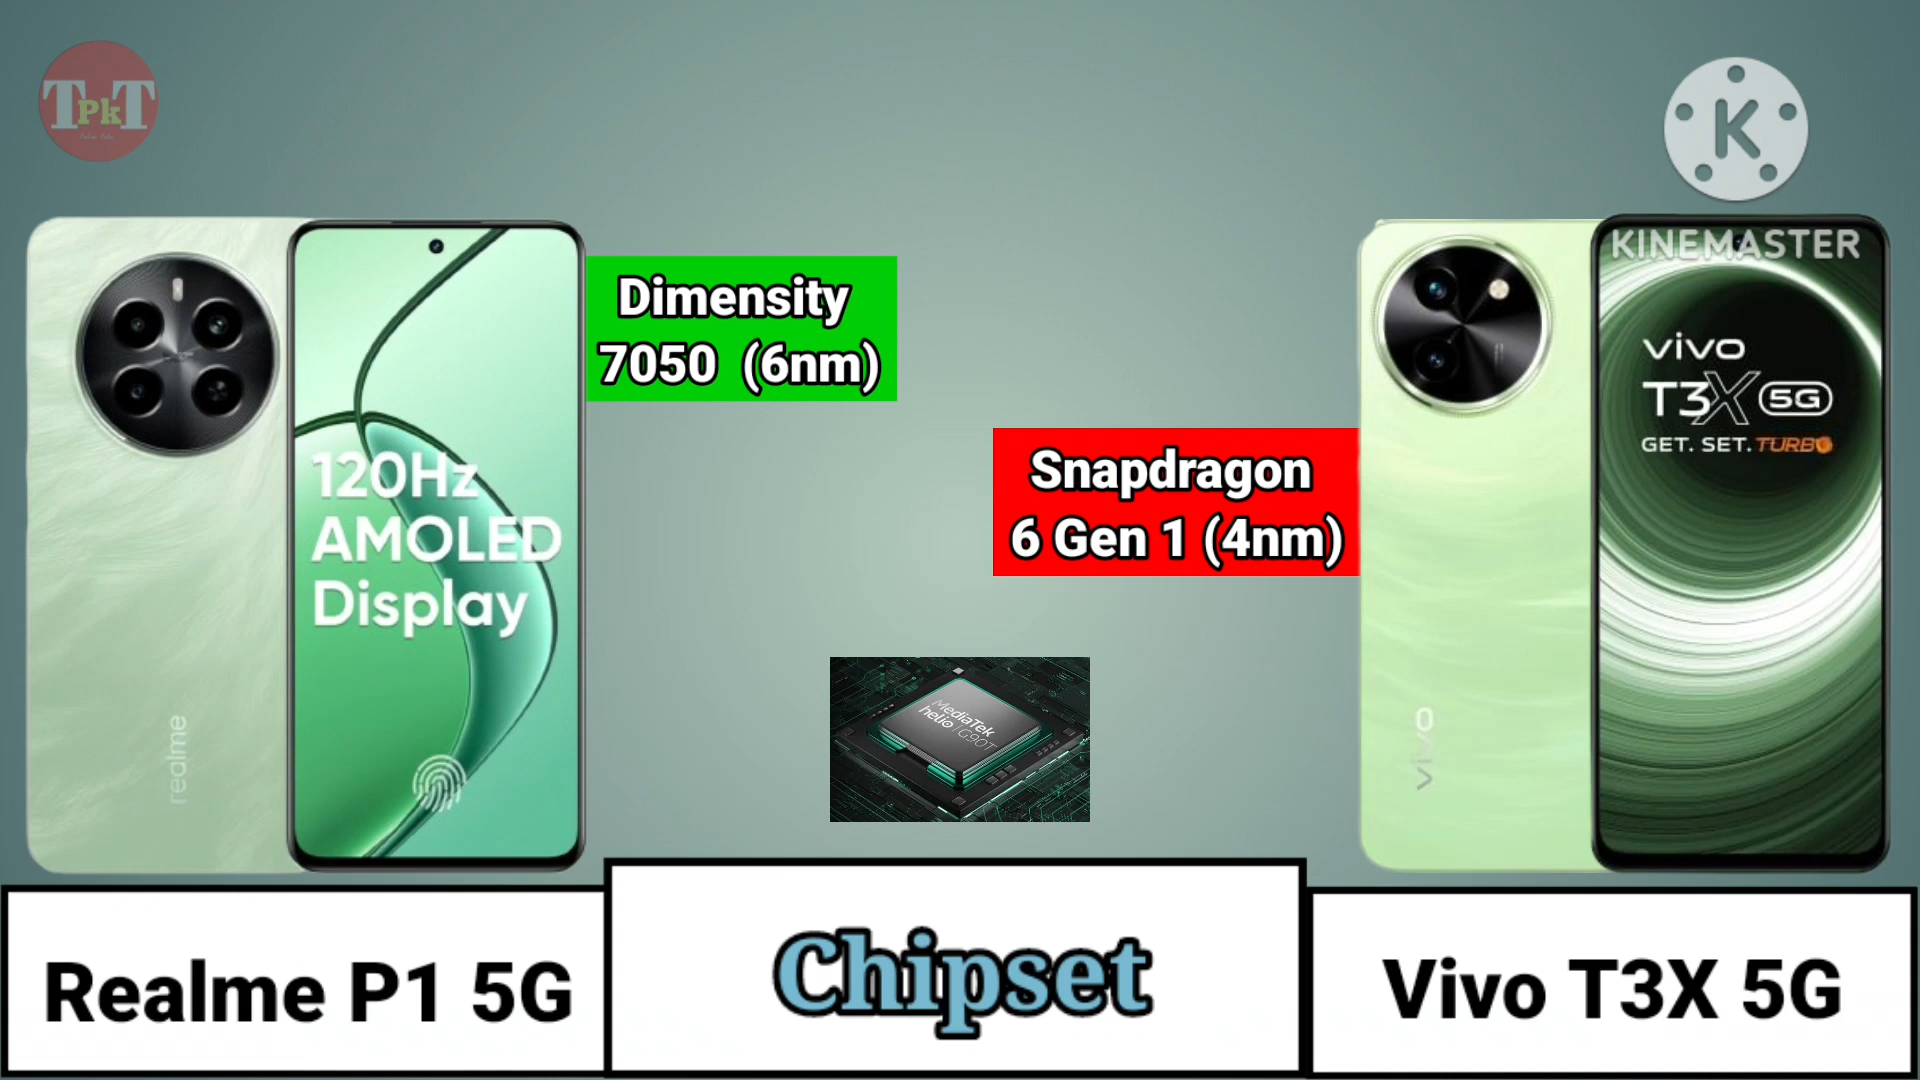 TPkT
K
KINEMASTER
Dimensity
7050 (6nm)
120Hz
AMOLED
Display
realme
Snapdragon
6 Gen 1 (4nm)
vivo
T3X 5G
GET. SET. TURBO
vivo
MediaTek
helio G90T
Realme P1 5G
Chipset
Vivo T3X 5G